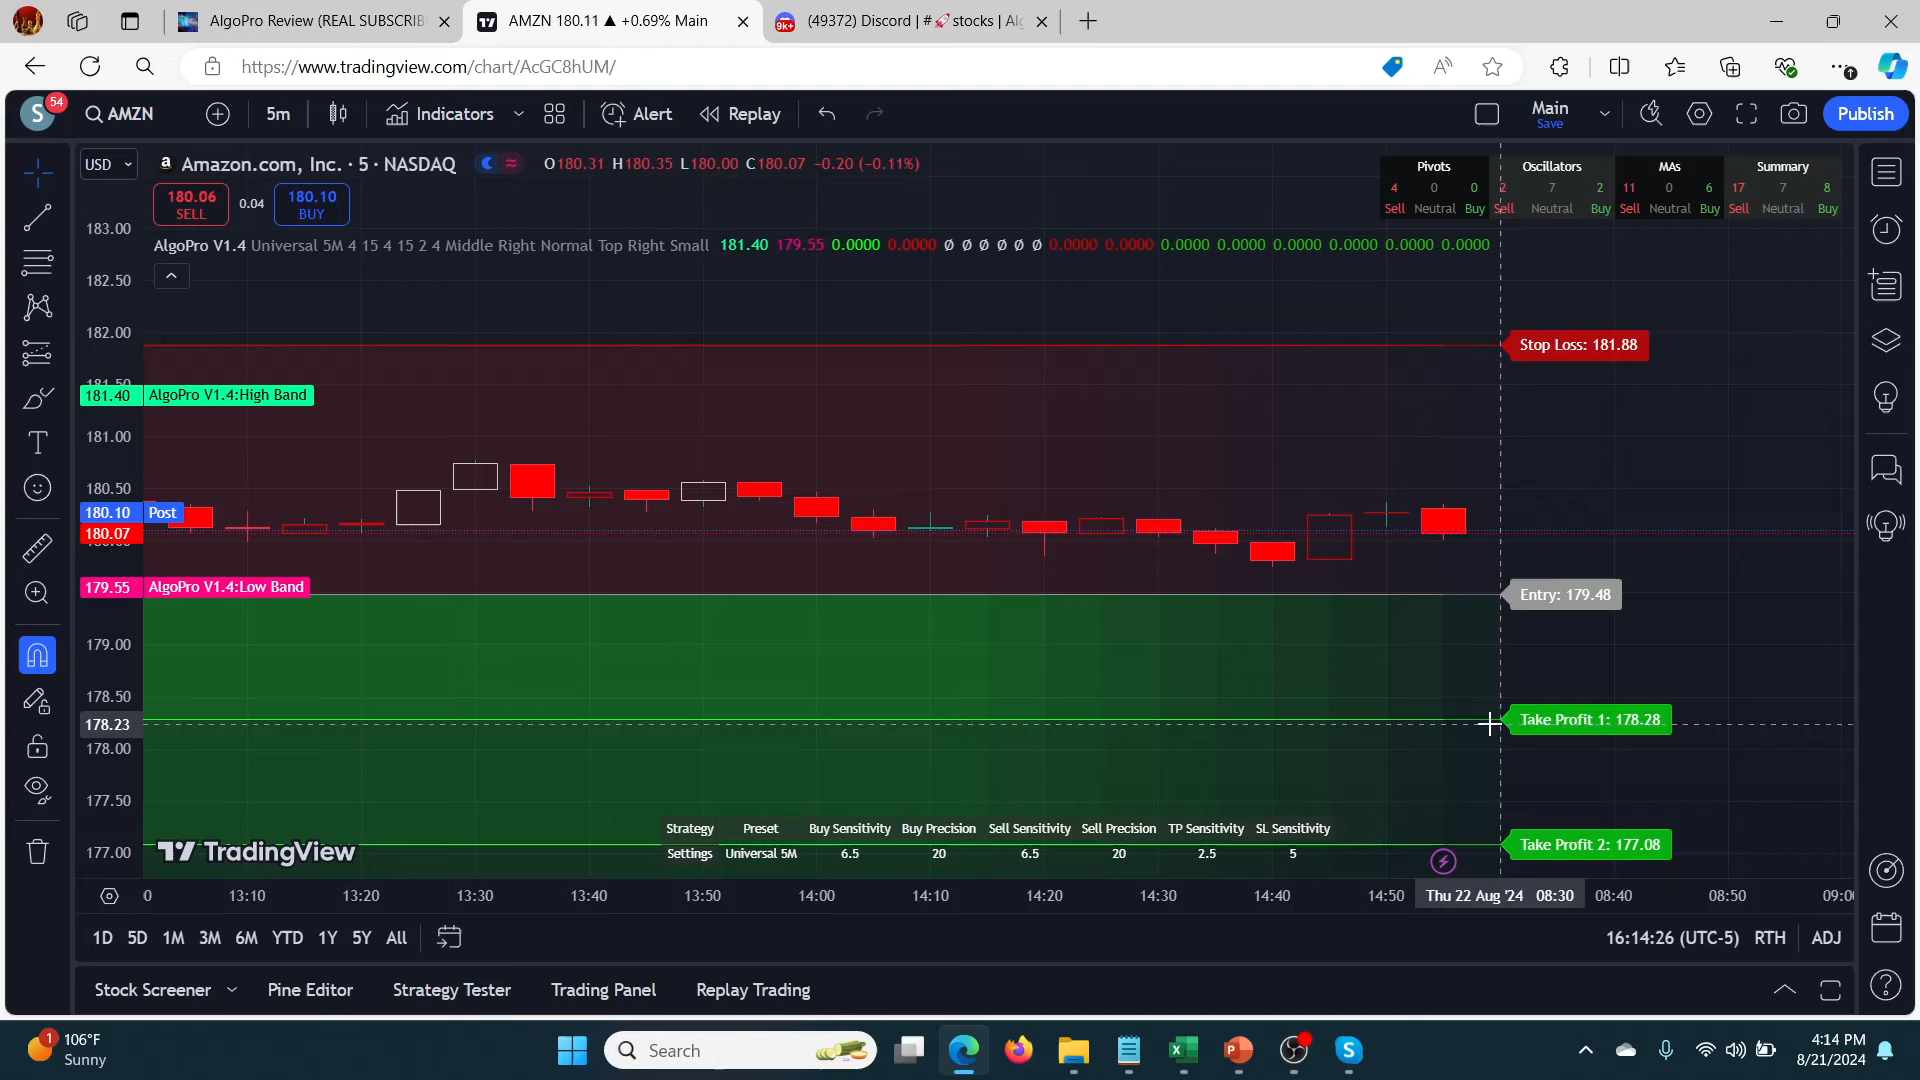 AlgoPro Review (REAL SUBSCRIB
AMZN 180.11 ▲ +0.69% Main
9k+
(49372) Discord | #🚀stocks | Alg
https://www.tradingview.com/chart/AcGC8hUM/
S
54
AMZN
5m
Indicators
Alert
Replay
Main
Save
Publish
USD
Amazon.com, Inc. · 5 · NASDAQ
O180.31 H180.35 L180.00 C180.07 −0.20 (−0.11%)
180.06
SELL
0.04
180.10
BUY
AlgoPro V1.4 Universal 5M 4 15 4 15 2 4 Middle Right Normal Top Right Small 181.40 179.55 0.0000 0.0000 Ø Ø Ø Ø Ø Ø 0.0000 0.0000 0.0000 0.0000 0.0000 0.0000 0.0000 0.0000
Pivots Oscillators MAs Summary
4 0 0 2 7 2 11 0 6 17 7 8
Sell Neutral Buy Sell Neutral Buy Sell Neutral Buy Sell Neutral Buy
183.00
182.50
182.00
181.50
181.40 AlgoPro V1.4:High Band
181.00
180.50
180.10 Post
180.07
179.55 AlgoPro V1.4:Low Band
179.00
178.50
178.23
178.00
177.50
177.00
Stop Loss: 181.88
Entry: 179.48
Take Profit 1: 178.28
Take Profit 2: 177.08
TradingView
Strategy Preset Buy Sensitivity Buy Precision Sell Sensitivity Sell Precision TP Sensitivity SL Sensitivity
Settings Universal 5M 6.5 20 6.5 20 2.5 5
0 13:10 13:20 13:30 13:40 13:50 14:00 14:10 14:20 14:30 14:40 14:50 Thu 22 Aug '24 08:30 08:40 08:50 09:0
1D 5D 1M 3M 6M YTD 1Y 5Y All
16:14:26 (UTC-5) RTH ADJ
Stock Screener Pine Editor Strategy Tester Trading Panel Replay Trading
1
106°F
Sunny
Search
4:14 PM
8/21/2024